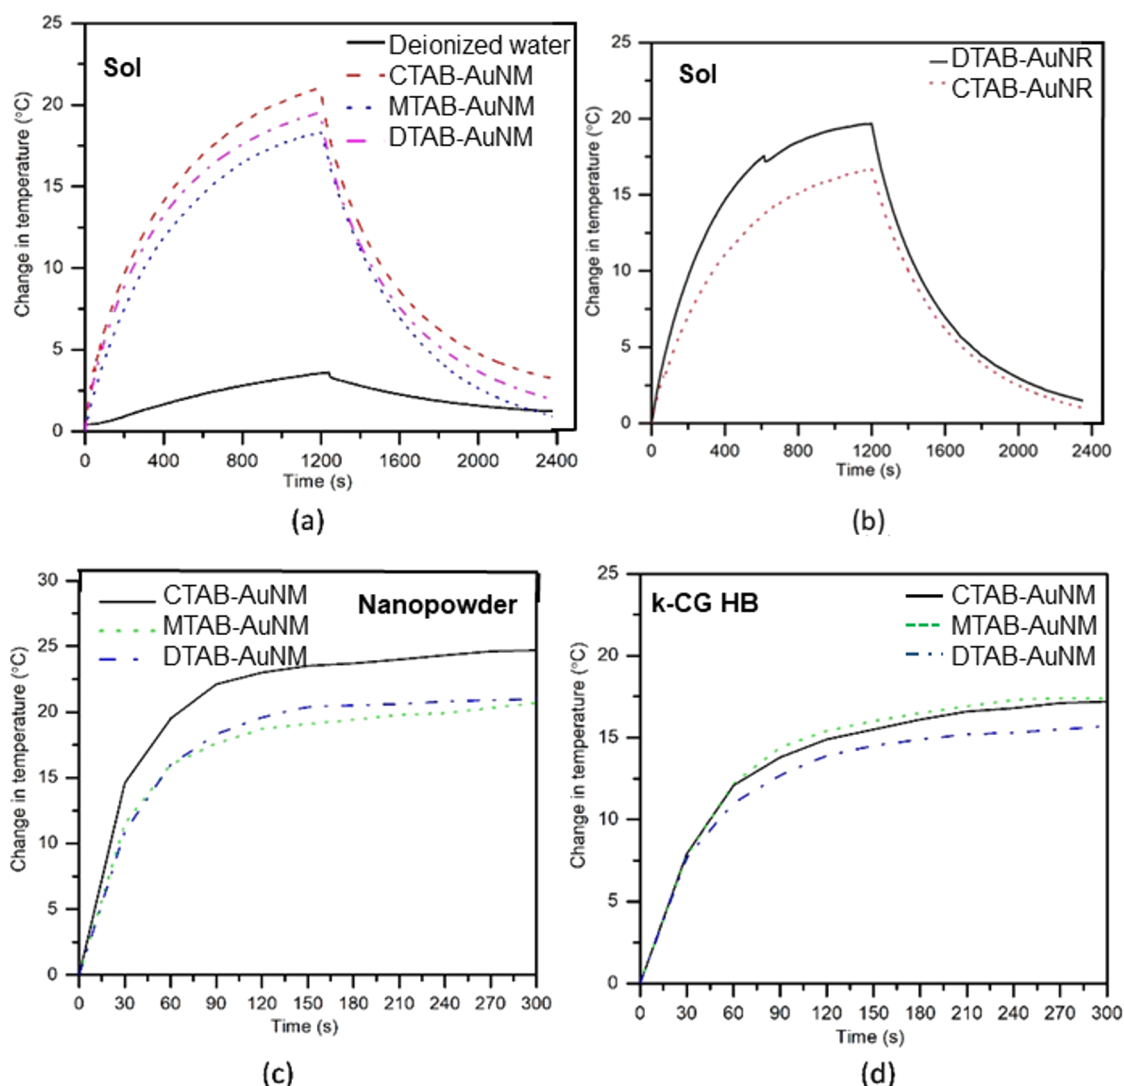 25
20
15
10
5
0
Change in temperature (°C)
Sol
Deionized water
CTAB-AuNM
MTAB-AuNM
DTAB-AuNM
0 400 800 1200 1600 2000 2400
Time (s)
(a)
25
20
15
10
5
0
Change in temperature (°C)
Sol
DTAB-AuNR
CTAB-AuNR
0 400 800 1200 1600 2000 2400
Time (s)
(b)
30
25
20
15
10
5
0
Change in temperature (°C)
CTAB-AuNM
MTAB-AuNM
DTAB-AuNM
Nanopowder
0 30 60 90 120 150 180 210 240 270 300
Time (s)
(c)
25
20
15
10
5
0
Change in temperature (°C)
k-CG HB
CTAB-AuNM
MTAB-AuNM
DTAB-AuNM
0 30 60 90 120 150 180 210 240 270 300
Time (s)
(d)